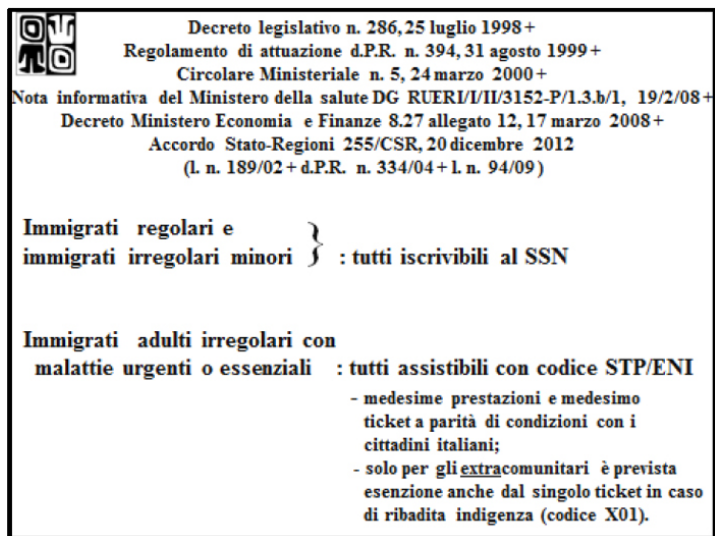 Decreto legislativo n. 286, 25 luglio 1998 +
Regolamento di attuazione d.P.R. n. 394, 31 agosto 1999 +
Circolare Ministeriale n. 5, 24 marzo 2000 +
Nota informativa del Ministero della salute DG RUERI/I/II/3152-P/1.3.b/1, 19/2/08 +
Decreto Ministero Economia e Finanze 8.27 allegato 12, 17 marzo 2008 +
Accordo Stato-Regioni 255/CSR, 20 dicembre 2012
(l. n. 189/02 + d.P.R. n. 334/04 + l. n. 94/09)
Immigrati regolari e
immigrati irregolari minori } : tutti iscrivibili al SSN
Immigrati adulti irregolari con
malattie urgenti o essenziali : tutti assistibili con codice STP/ENI
- medesime prestazioni e medesimo
ticket a parità di condizioni con i
cittadini italiani;
- solo per gli extracomunitari è prevista
esenzione anche dal singolo ticket in caso
di ribadita indigenza (codice X01).